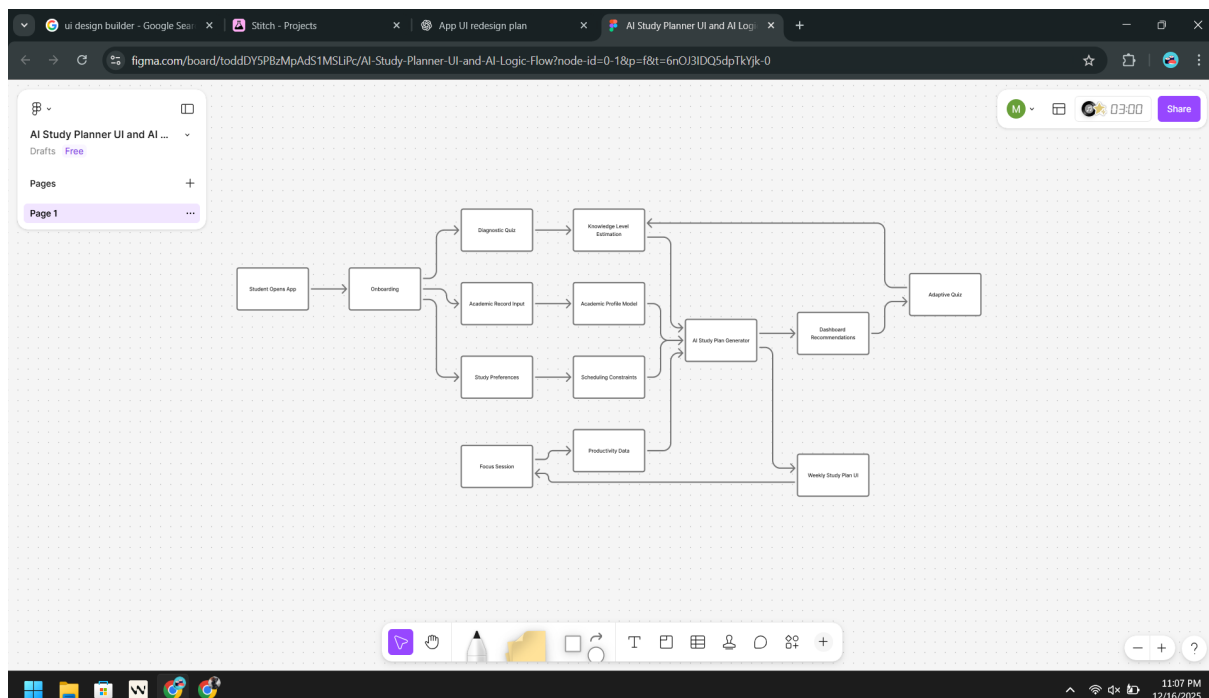 ui design builder - Google Sear
Stitch - Projects
App UI redesign plan
AI Study Planner UI and AI Log
figma.com/board/toddDY5PBzMpAdS1MSLiPc/AI-Study-Planner-UI-and-AI-Logic-Flow?node-id=0-1&p=f&t=6nOJ3IDQ5dpTkYjk-0
AI Study Planner UI and AI ...
Drafts Free
Pages
Page 1
M
03:00
Share
Diagnostic Quiz
Knowledge Level
Estimation
Student Opens App
Onboarding
Academic Record Input
Academic Profile Model
Adaptive Quiz
AI Study Plan Generator
Dashboard
Recommendations
Study Preferences
Scheduling Constraints
Focus Session
Productivity Data
Weekly Study Plan UI
T
?
W
11:07 PM
12/16/2025